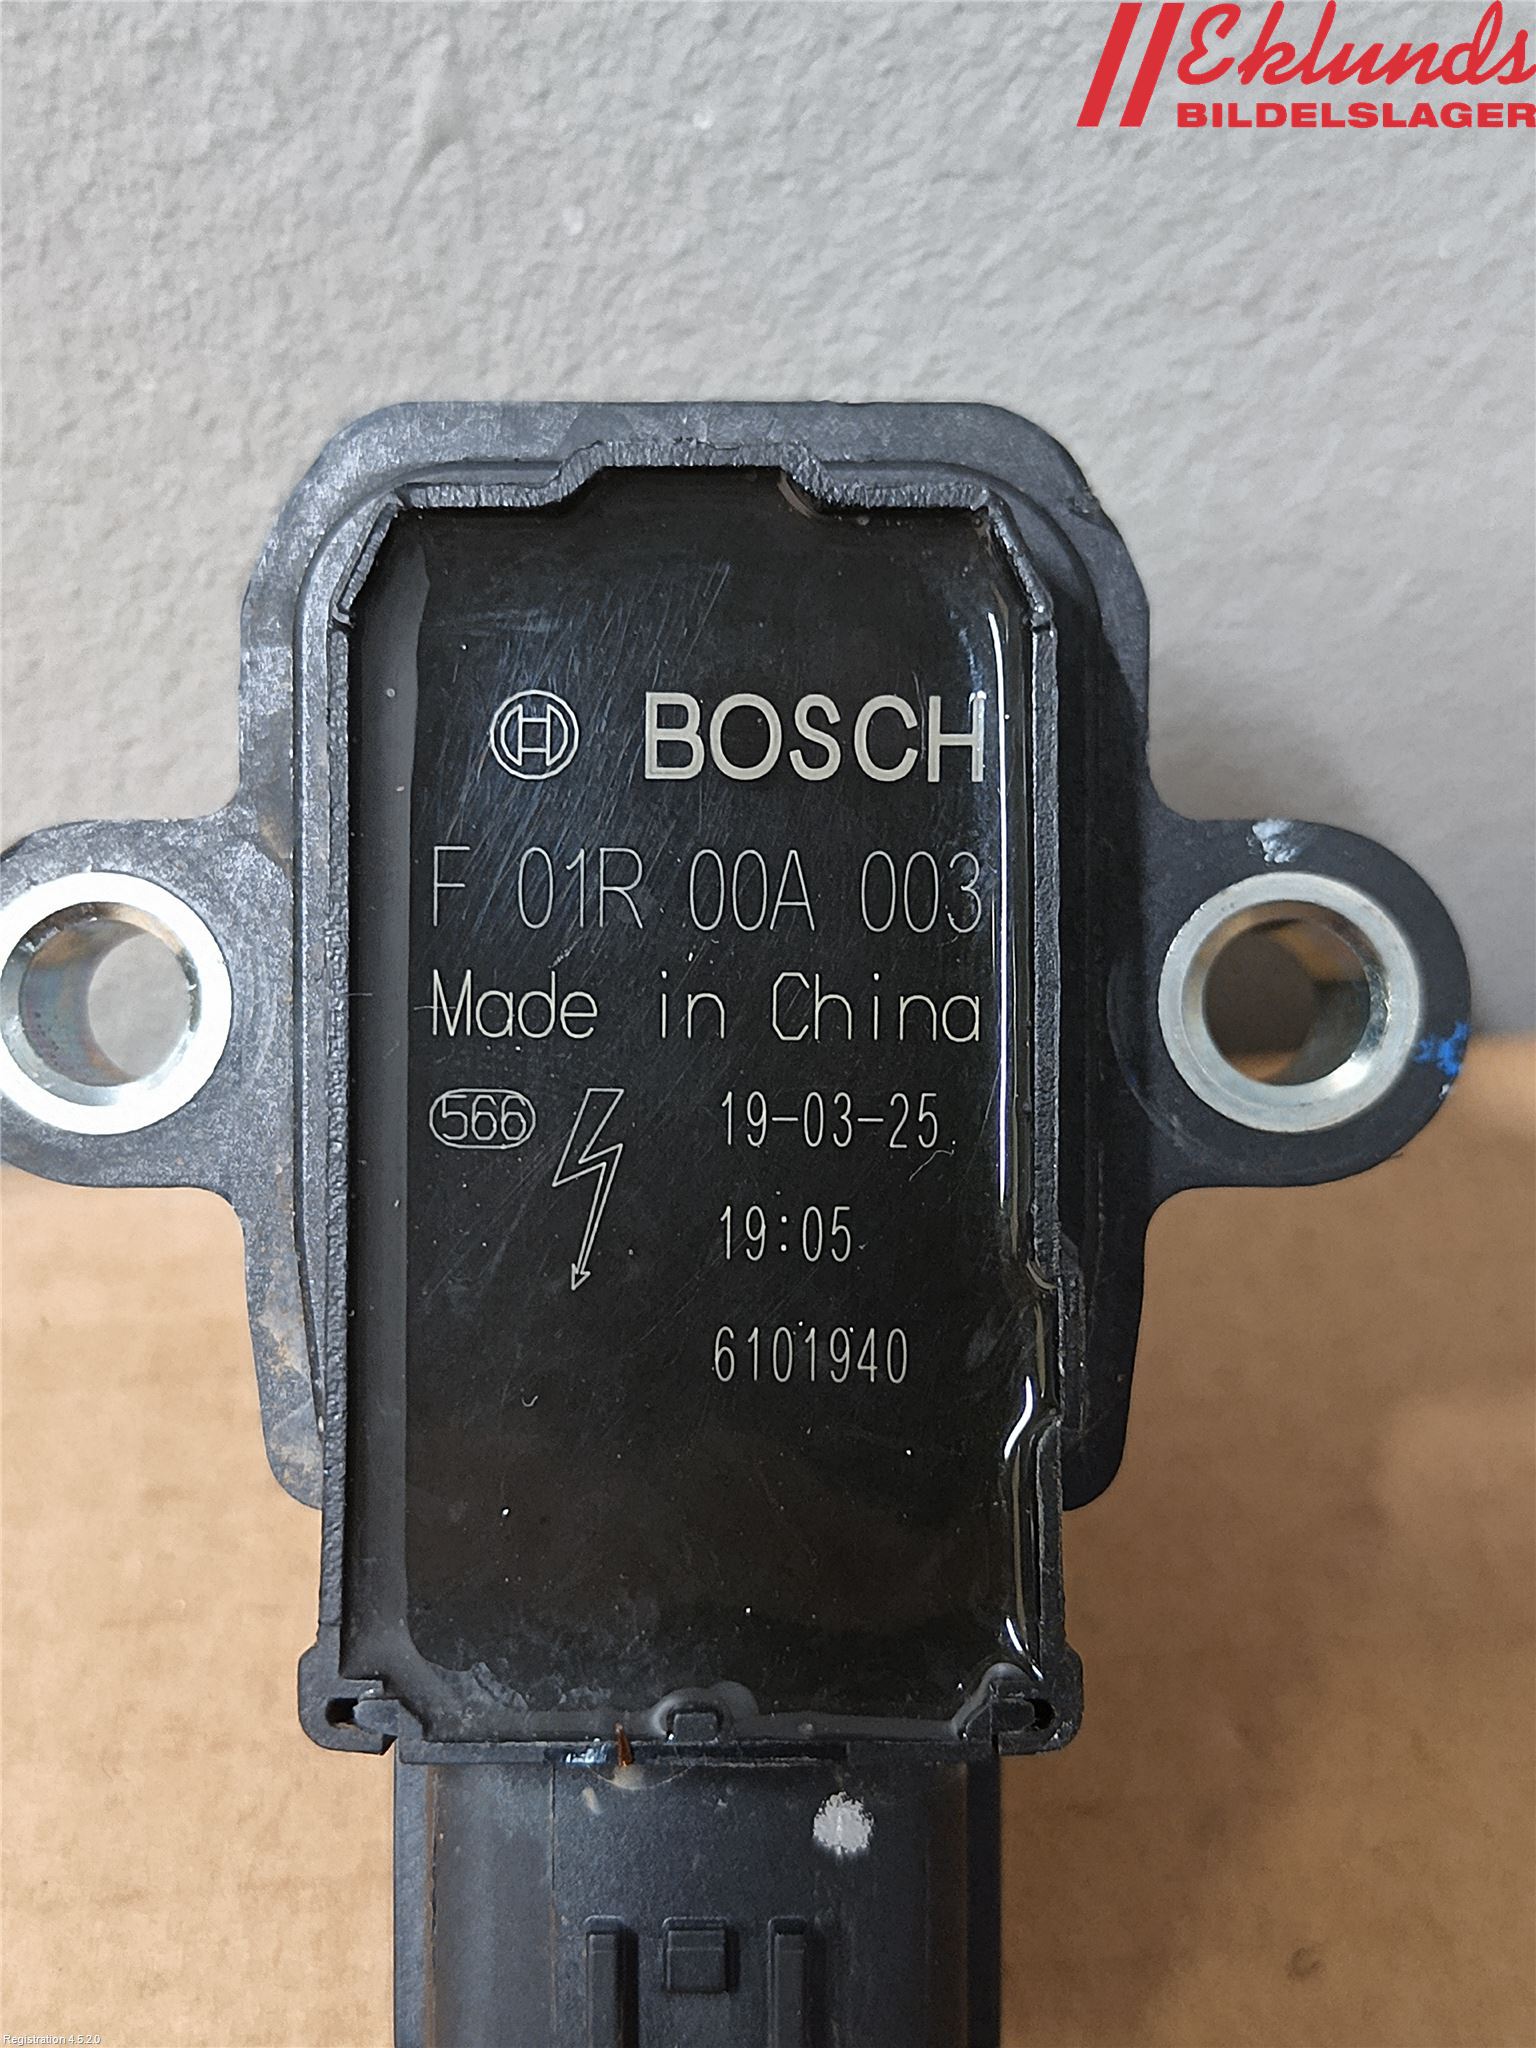 Eklunds
BILDELSLAGER
BOSCH
F 01R 00A 003
Made in China
566
19-03-25
19:05
6101940
Registration 4.5.2.0